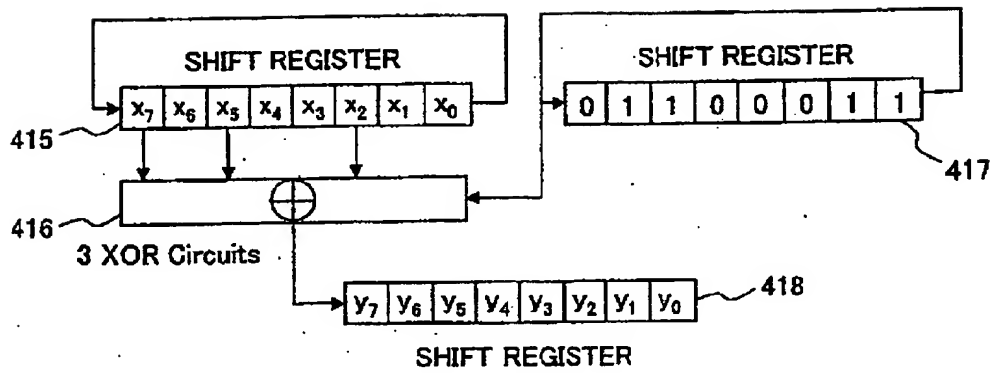 SHIFT REGISTER
SHIFT REGISTER
x7 x6 x5 x4 x3 x2 x1 x0
0 1 1 0 0 0 1 1
415
417
416
3 XOR Circuits
y7 y6 y5 y4 y3 y2 y1 y0
418
SHIFT REGISTER